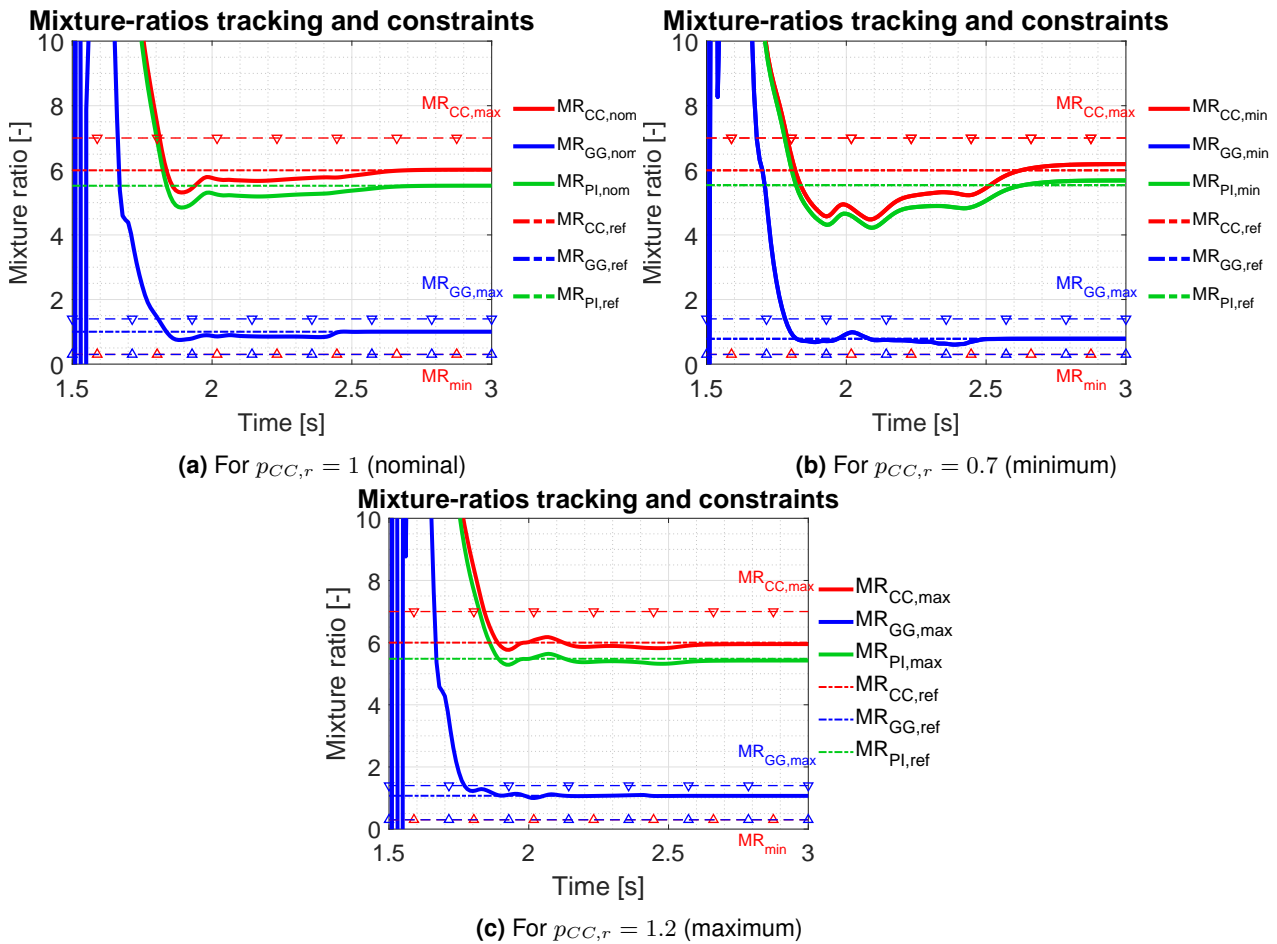 Mixture-ratios tracking and constraints
Mixture ratio [-]
10
8
6
4
2
0
MR_CC,max
MR_GG,max
MR_min
1.5 2 2.5 3
Time [s]
MR_CC,nom
MR_GG,nom
MR_PI,nom
MR_CC,ref
MR_GG,ref
MR_PI,ref
(a) For p_CC,r = 1 (nominal)
Mixture-ratios tracking and constraints
Mixture ratio [-]
10
8
6
4
2
0
MR_CC,max
MR_GG,max
MR_min
1.5 2 2.5 3
Time [s]
MR_CC,min
MR_GG,min
MR_PI,min
MR_CC,ref
MR_GG,ref
MR_PI,ref
(b) For p_CC,r = 0.7 (minimum)
Mixture-ratios tracking and constraints
Mixture ratio [-]
10
8
6
4
2
0
MR_CC,max
MR_GG,max
MR_min
1.5 2 2.5 3
Time [s]
MR_CC,max
MR_GG,max
MR_PI,max
MR_CC,ref
MR_GG,ref
MR_PI,ref
(c) For p_CC,r = 1.2 (maximum)